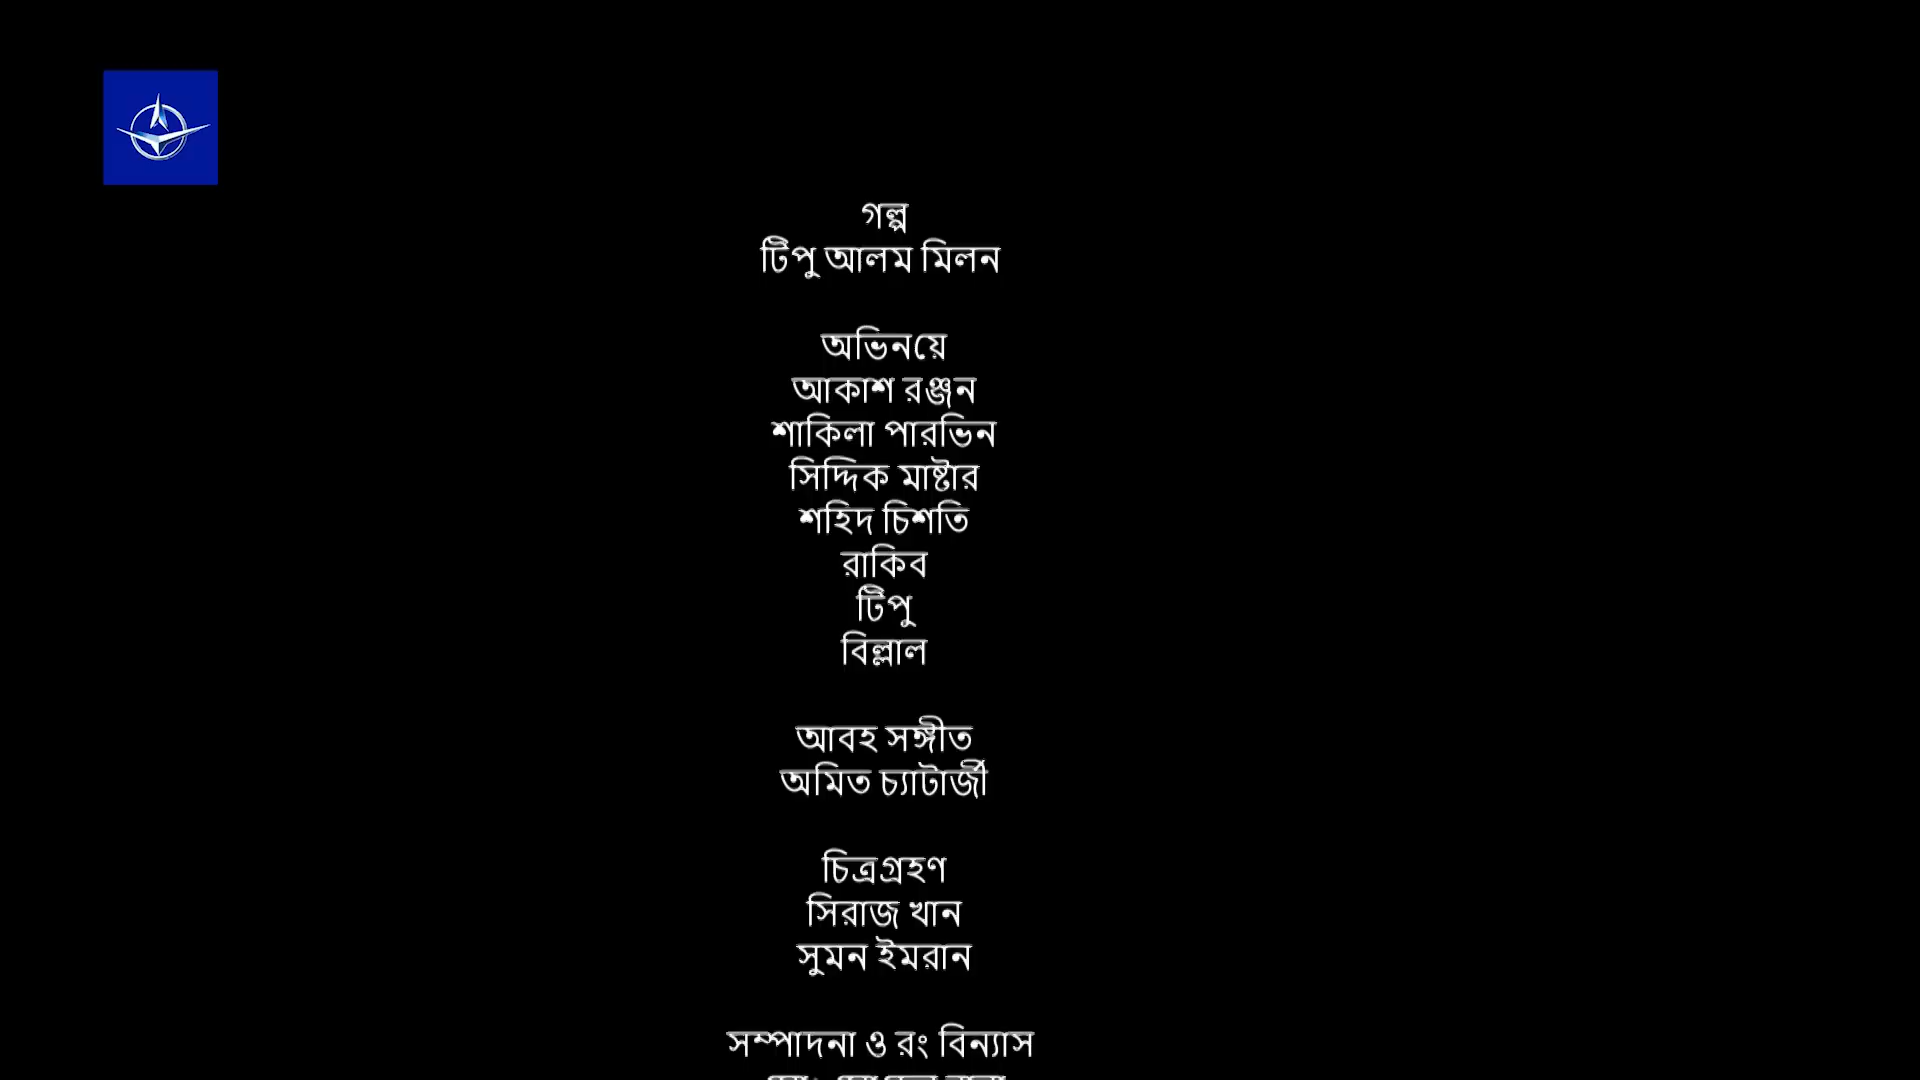 গল্প
টিপু আলম মিলন
অভিনয়ে
আকাশ রঞ্জন
শাকিলা পারভিন
সিদ্দিক মাষ্টার
শহিদ চিশতি
রাকিব
টিপু
বিল্লাল
আবহ সঙ্গীত
অমিত চ্যাটার্জী
চিত্রগ্রহণ
সিরাজ খান
সুমন ইমরান
সম্পাদনা ও রং বিন্যাস